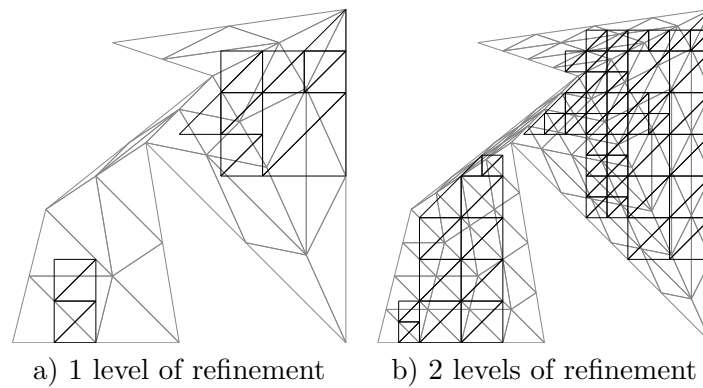 a) 1 level of refinement
b) 2 levels of refinement